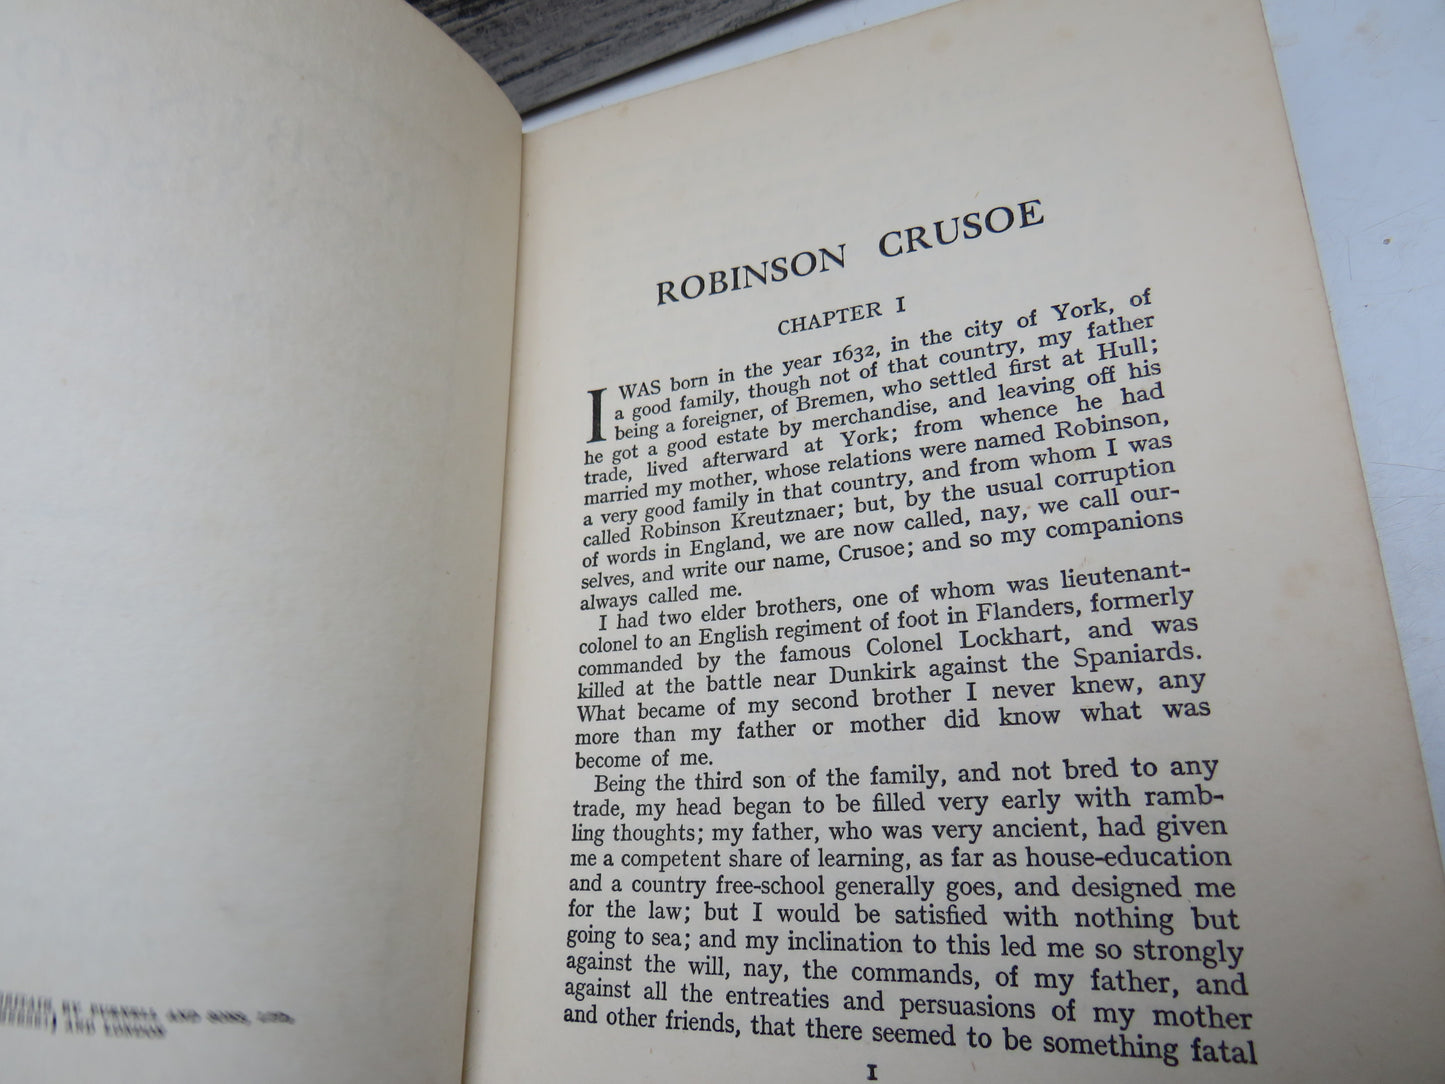 BRITAIN BY PURNELL AND SONS, LTD.
AND LONDON
ROBINSON CRUSOE
CHAPTER I
I WAS born in the year 1632, in the city of York, of
a good family, though not of that country, my father
being a foreigner, of Bremen, who settled first at Hull;
he got a good estate by merchandise, and leaving off his
trade, lived afterward at York; from whence he had
married my mother, whose relations were named Robinson,
a very good family in that country, and from whom I was
called Robinson Kreutznaer; but, by the usual corruption
of words in England, we are now called, nay, we call our-
selves, and write our name, Crusoe; and so my companions
always called me.
I had two elder brothers, one of whom was lieutenant-
colonel to an English regiment of foot in Flanders, formerly
commanded by the famous Colonel Lockhart, and was
killed at the battle near Dunkirk against the Spaniards.
What became of my second brother I never knew, any
more than my father or mother did know what was
become of me.
Being the third son of the family, and not bred to any
trade, my head began to be filled very early with ramb-
ling thoughts; my father, who was very ancient, had given
me a competent share of learning, as far as house-education
and a country free-school generally goes, and designed me
for the law; but I would be satisfied with nothing but
going to sea; and my inclination to this led me so strongly
against the will, nay, the commands, of my father, and
against all the entreaties and persuasions of my mother
and other friends, that there seemed to be something fatal
I